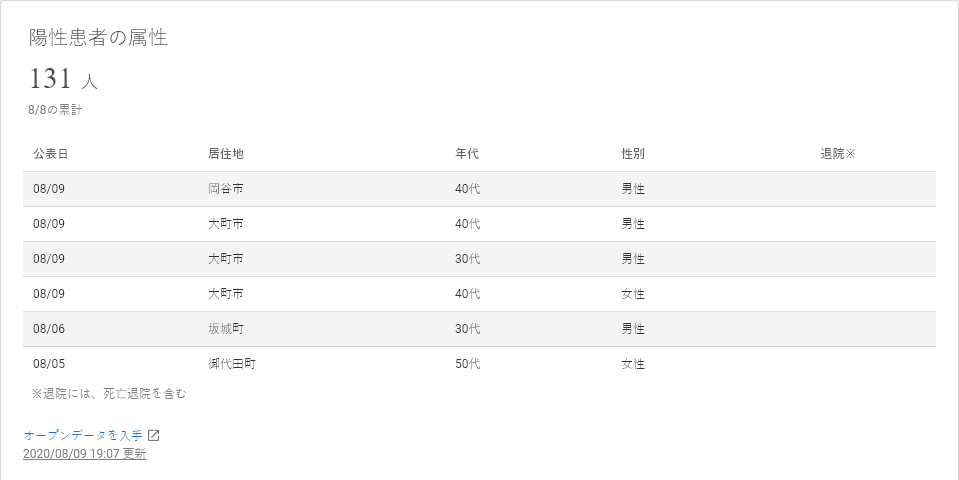 陽性患者の属性
131 人
8/8の累計
公表日 居住地 年代 性別 退院※
08/09 岡谷市 40代 男性
08/09 大町市 40代 男性
08/09 大町市 30代 男性
08/09 大町市 40代 女性
08/06 坂城町 30代 男性
08/05 御代田町 50代 女性
※退院には、死亡退院を含む
オープンデータを入手
2020/08/09 19:07 更新